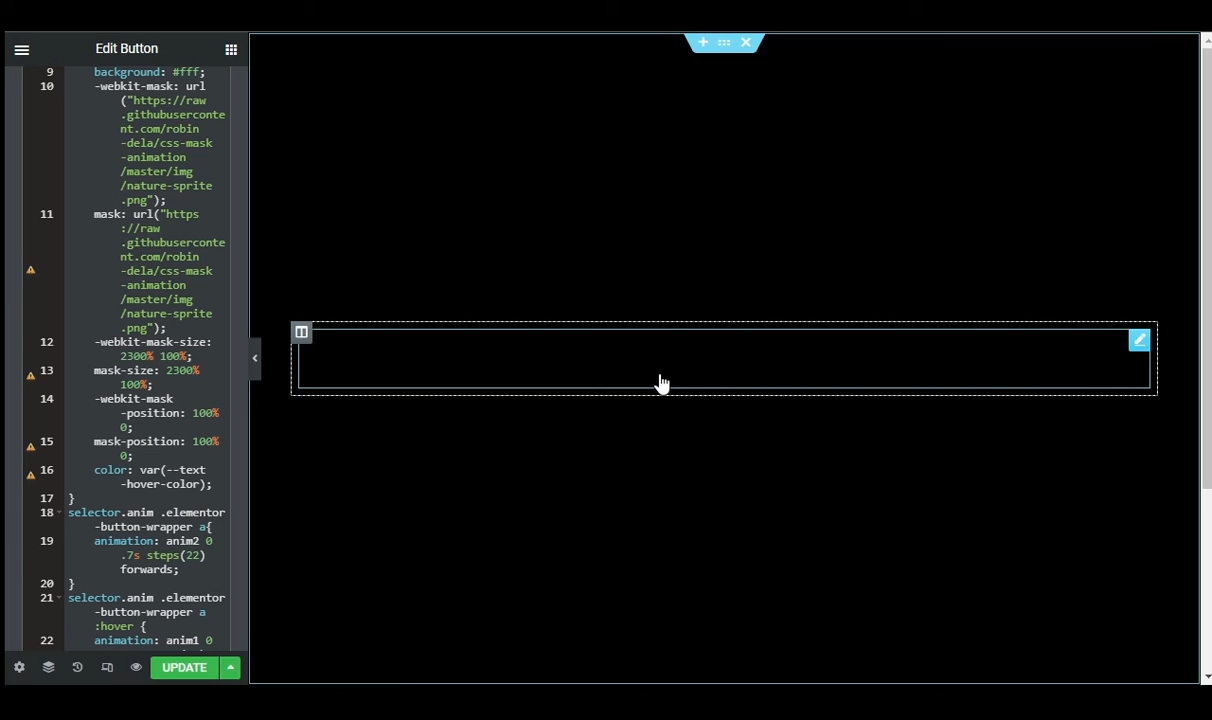 Edit Button
9 background: #fff;
10 -webkit-mask: url
("https://raw
.githubuserconte
nt.com/robin
-dela/css-mask
-animation
/master/img
/nature-sprite
.png");
11 mask: url("https
://raw
.githubuserconte
nt.com/robin
-dela/css-mask
-animation
/master/img
/nature-sprite
.png");
12 -webkit-mask-size:
2300% 100%;
13 mask-size: 2300%
100%;
14 -webkit-mask
-position: 100%
0;
15 mask-position: 100%
0;
16 color: var(--text
-hover-color);
17 }
18 selector.anim .elementor
-button-wrapper a{
19 animation: anim2 0
.7s steps(22)
forwards;
20 }
21 selector.anim .elementor
-button-wrapper a
:hover {
22 animation: anim1 0
UPDATE